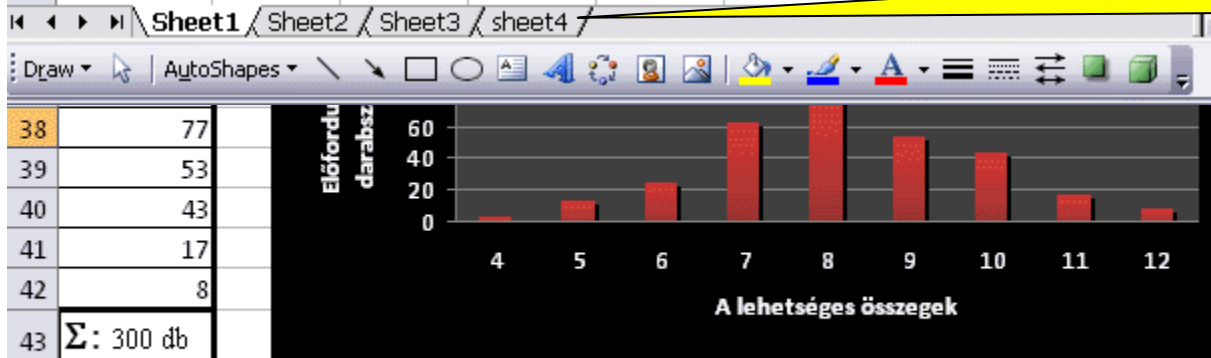 Sheet1 / Sheet2 / Sheet3 / sheet4 /
Draw AutoShapes A
38 77
39 53
40 43
41 17
42 8
43 Σ: 300 db
Előfordu
darabsz
60
40
20
0
4 5 6 7 8 9 10 11 12
A lehetséges összegek